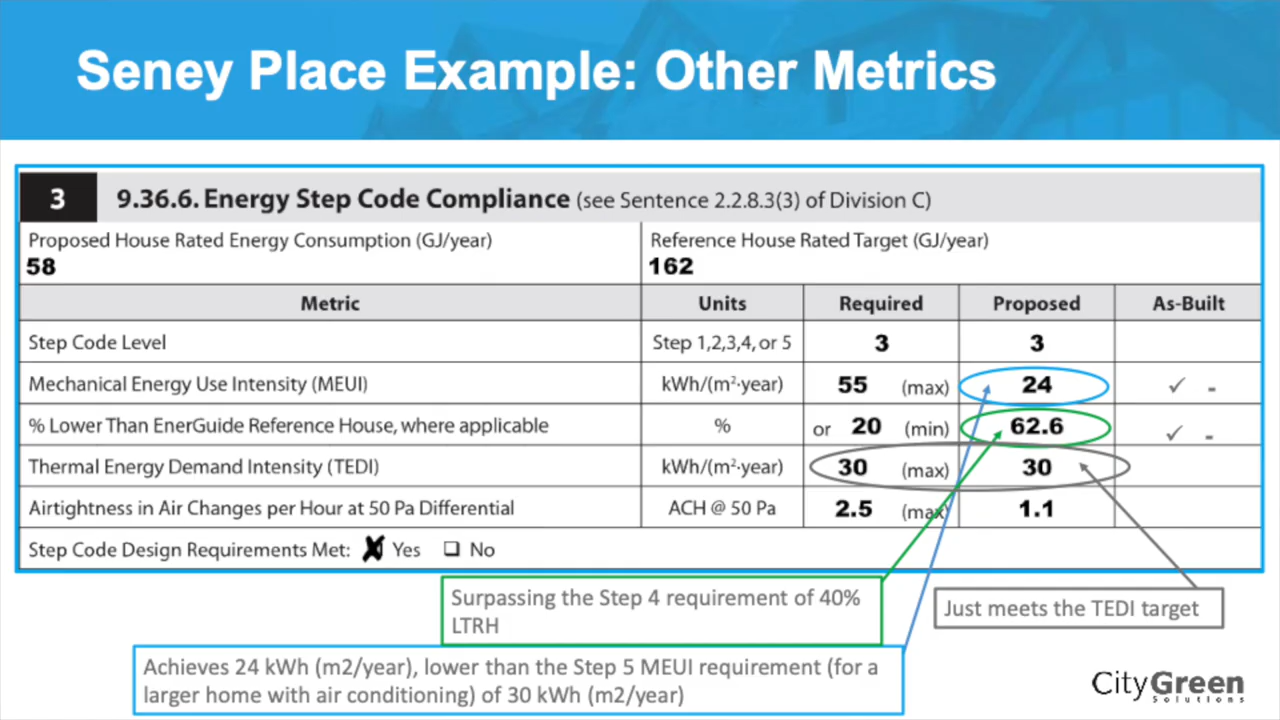 Seney Place Example: Other Metrics
3 9.36.6. Energy Step Code Compliance (see Sentence 2.2.8.3(3) of Division C)
Proposed House Rated Energy Consumption (GJ/year) Reference House Rated Target (GJ/year)
58 162
Metric Units Required Proposed As-Built
Step Code Level Step 1,2,3,4, or 5 3 3
Mechanical Energy Use Intensity (MEUI) kWh/(m²·year) 55 (max) 24 ✓ -
% Lower Than EnerGuide Reference House, where applicable % or 20 (min) 62.6 ✓ -
Thermal Energy Demand Intensity (TEDI) kWh/(m²·year) 30 (max) 30
Airtightness in Air Changes per Hour at 50 Pa Differential ACH @ 50 Pa 2.5 (max) 1.1
Step Code Design Requirements Met: ✗ Yes ❑ No
Surpassing the Step 4 requirement of 40%
LTRH
Just meets the TEDI target
Achieves 24 kWh (m2/year), lower than the Step 5 MEUI requirement (for a
larger home with air conditioning) of 30 kWh (m2/year)
CityGreen
Solutions